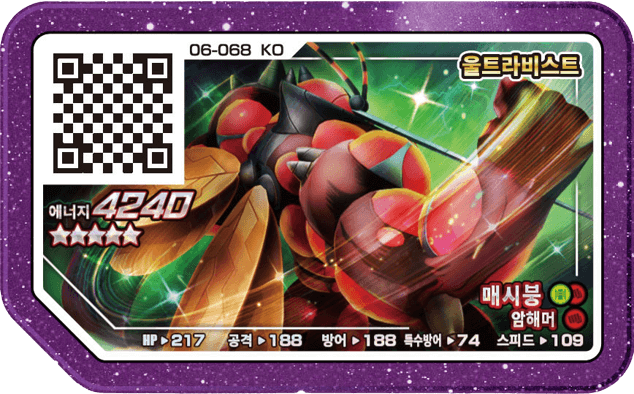 06-068 KO
울트라비스트
에너지 4240
매시붕
암해머
HP ▶ 217 공격 ▶ 188 방어 ▶ 188 특수방어 ▶ 74 스피드 ▶ 109